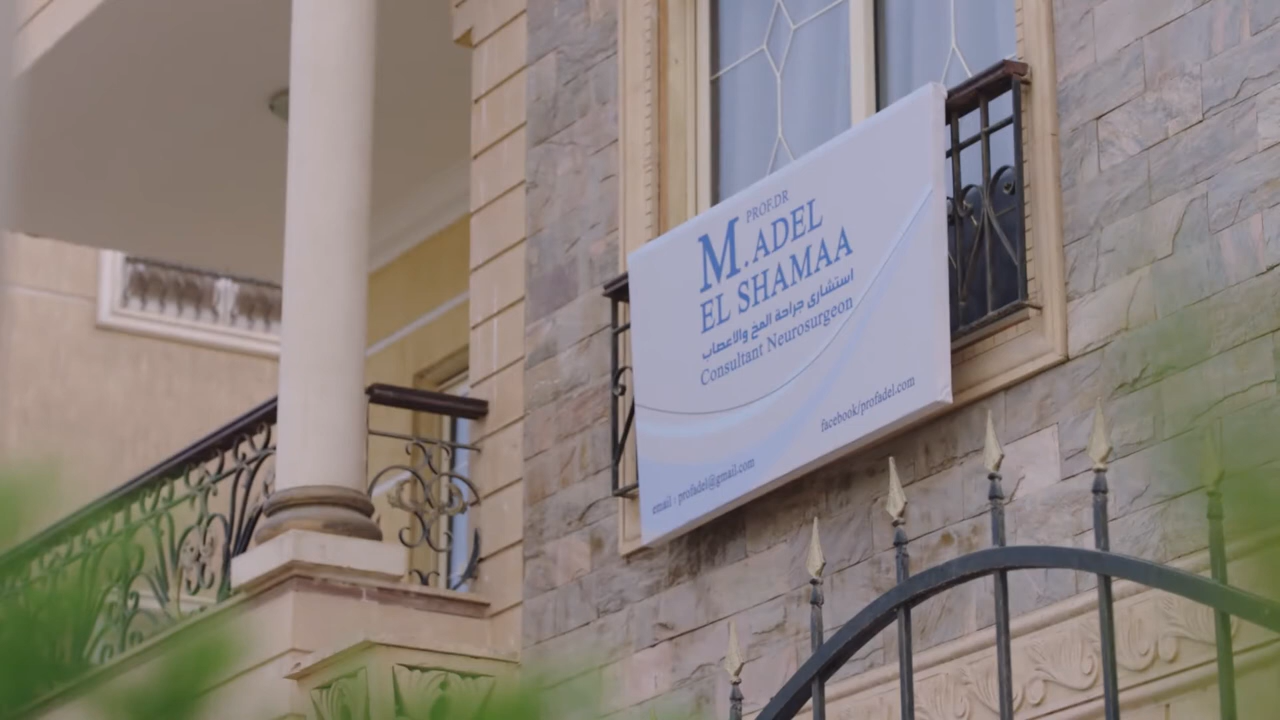 PROF.DR
M.ADEL
EL SHAMAA
استشارى جراحة المخ والاعصاب
Consultant Neurosurgeon
facebook/profadel.com
email : profadel@gmail.com